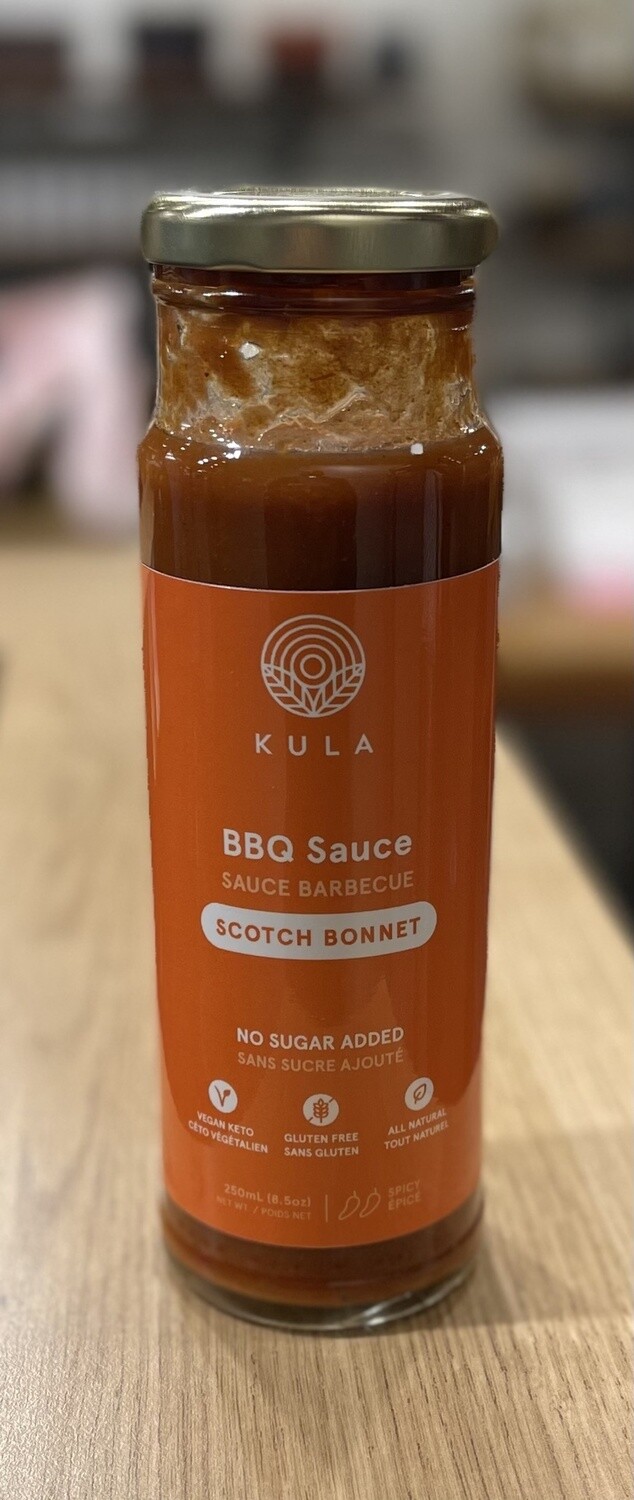 KULA
BBQ Sauce
SAUCE BARBECUE
SCOTCH BONNET
NO SUGAR ADDED
SANS SUCRE AJOUTÉ
VEGAN KETO
CÉTO VÉGÉTALIEN
GLUTEN FREE
SANS GLUTEN
ALL NATURAL
TOUT NATUREL
250mL (8.5oz)
NET WT. / POIDS NET
SPICY
ÉPICÉ